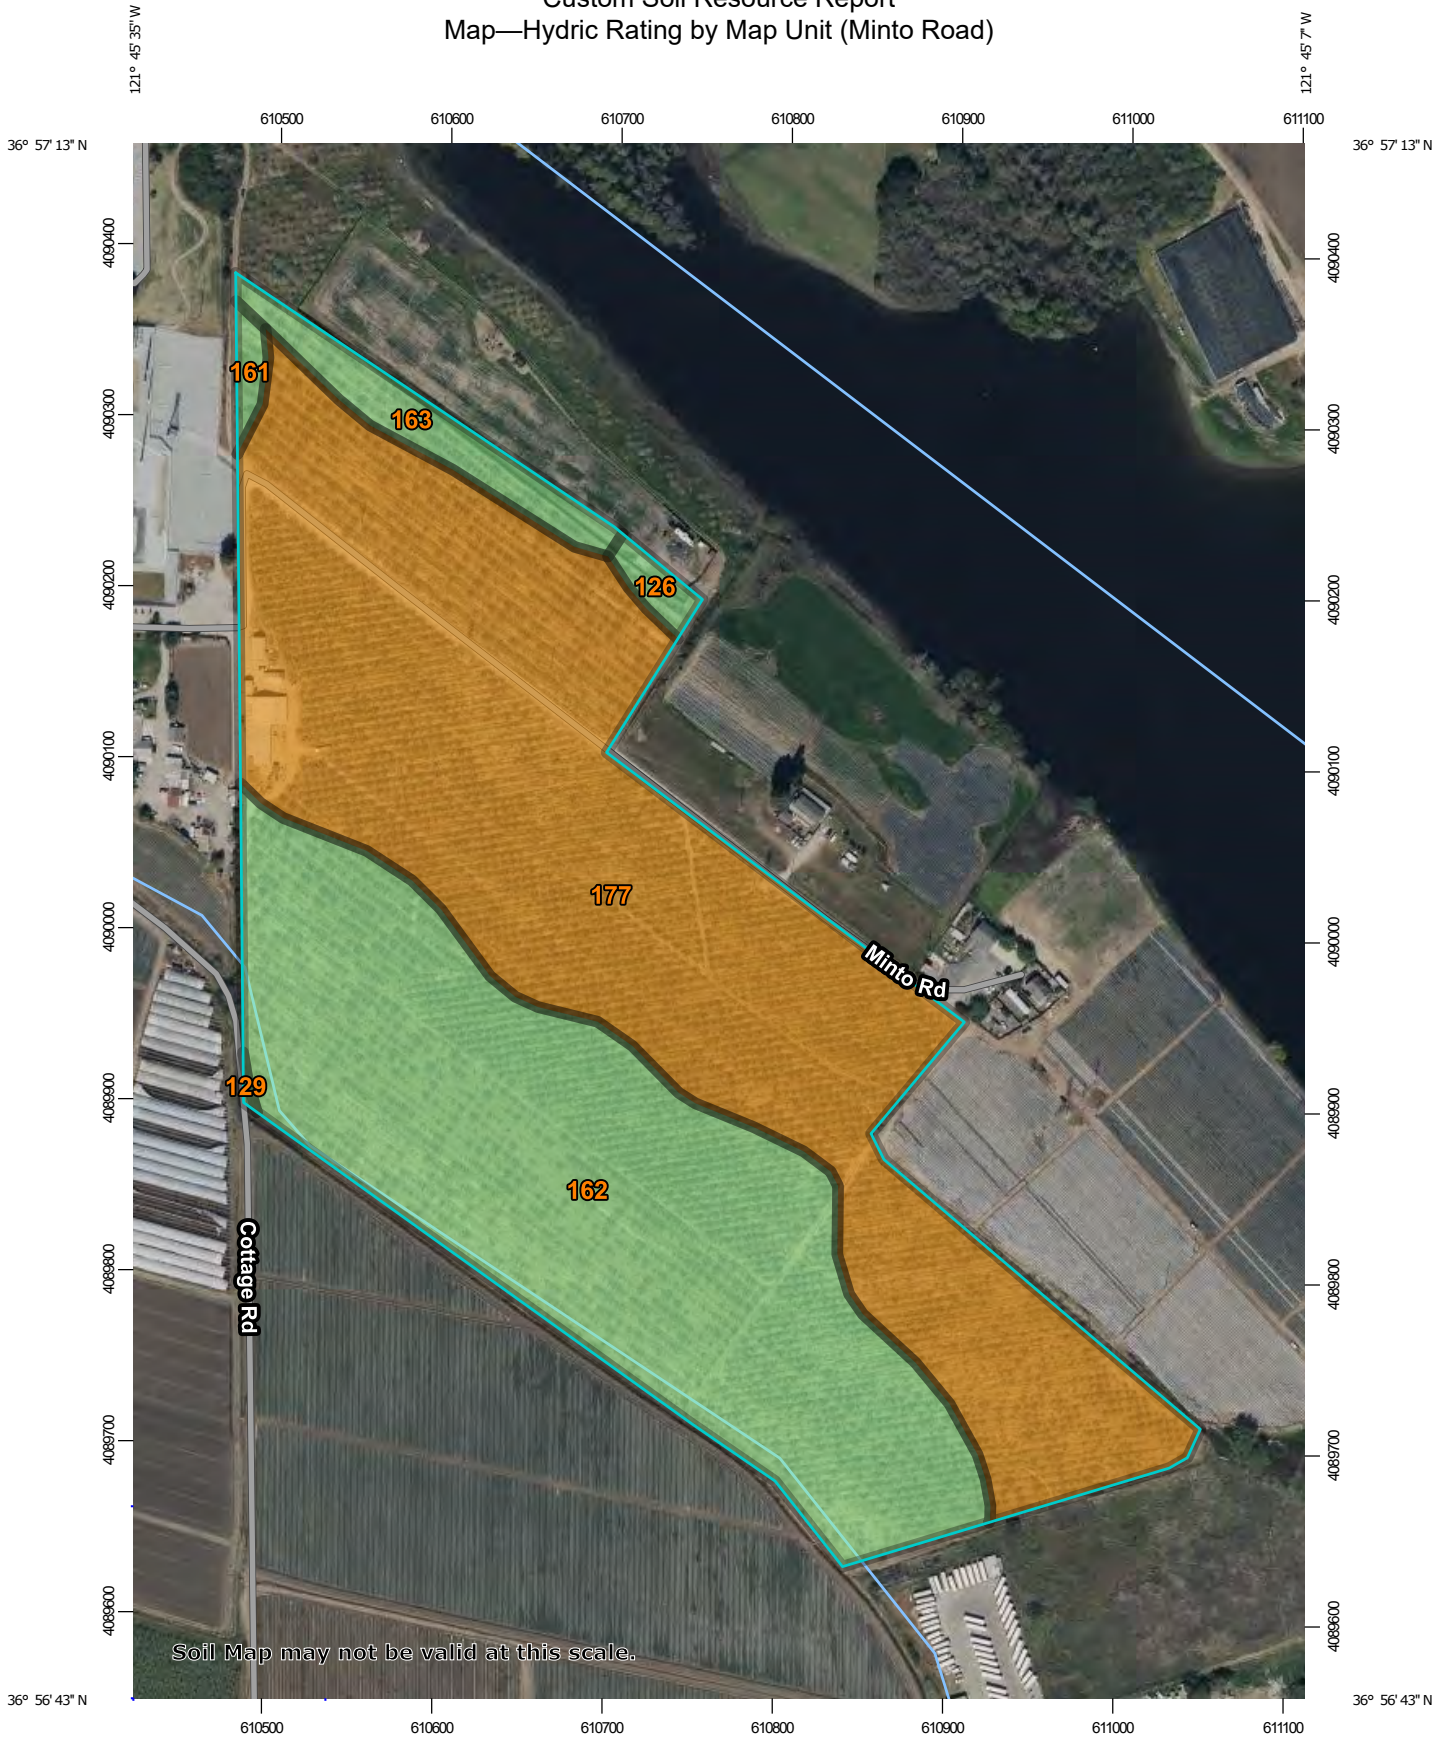 Custom Soil Resource Report
Map—Hydric Rating by Map Unit (Minto Road)
121° 45' 35" W
121° 45' 7" W
610500 610600 610700 610800 610900 611000 611100
36° 57' 13" N
36° 57' 13" N
4090400
4090400
161
163
4090300
4090300
126
4090200
4090200
4090100
4090100
177
4090000
4090000
Minto Rd
129
4089900
4089900
162
Cottage Rd
4089800
4089800
4089700
4089700
4089600
4089600
Soil Map may not be valid at this scale.
36° 56' 43" N
36° 56' 43" N
610500 610600 610700 610800 610900 611000 611100